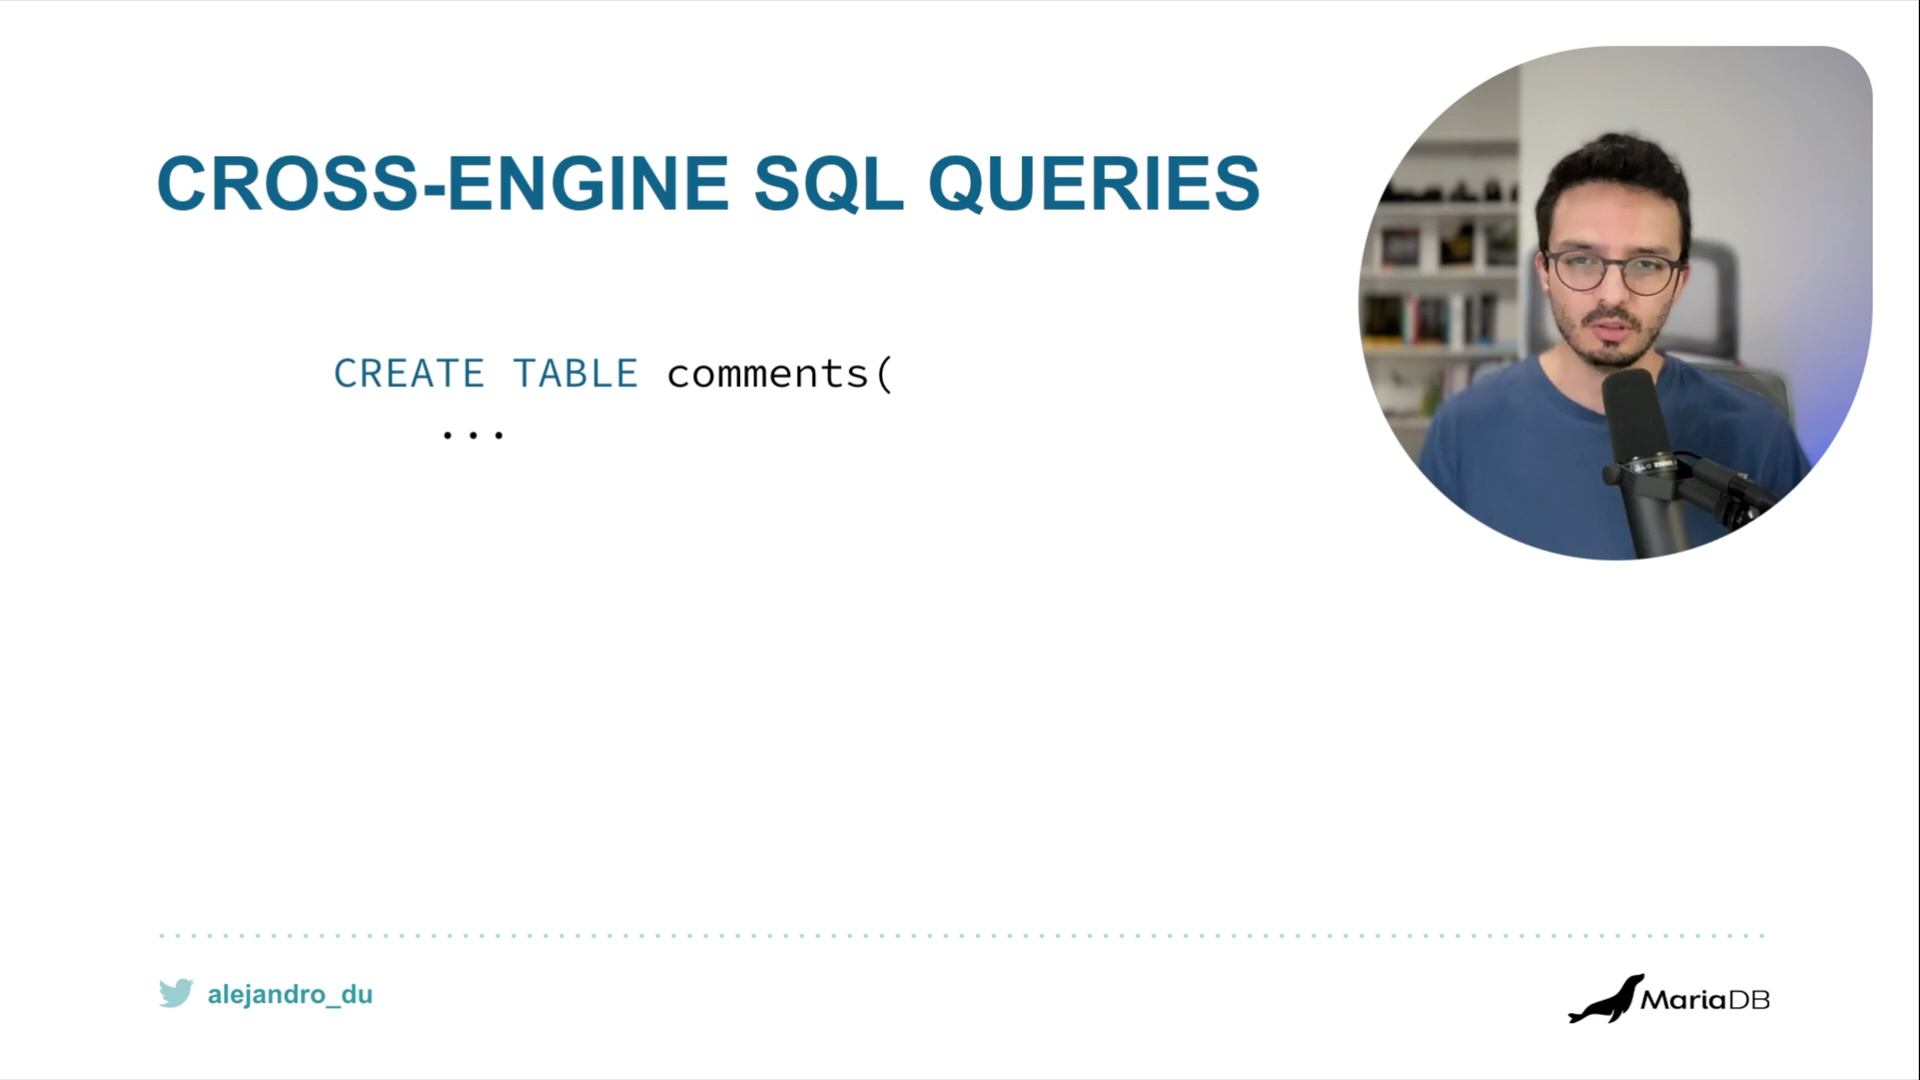 CROSS-ENGINE SQL QUERIES
CREATE TABLE comments(
...
alejandro_du
MariaDB